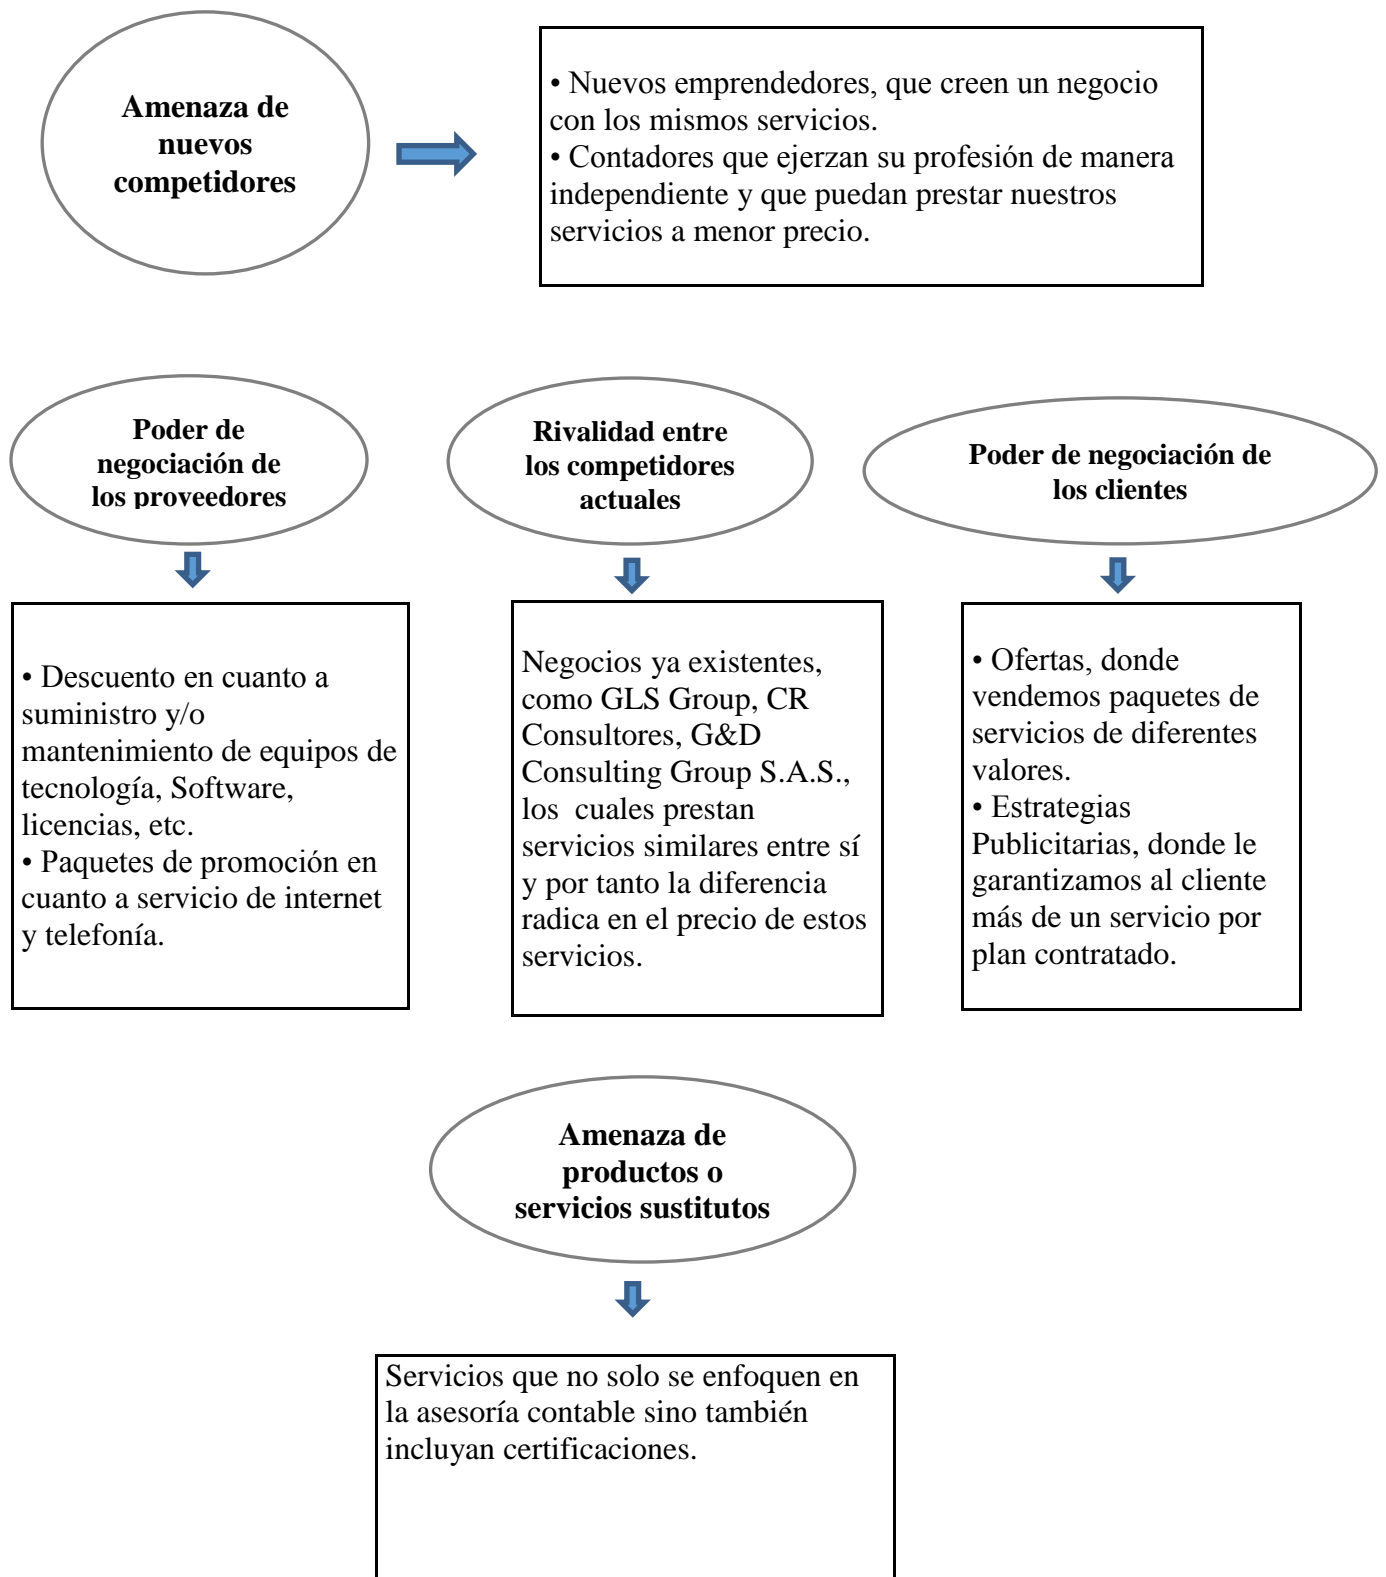 Amenaza de
nuevos
competidores
• Nuevos emprendedores, que creen un negocio
con los mismos servicios.
• Contadores que ejerzan su profesión de manera
independiente y que puedan prestar nuestros
servicios a menor precio.
Poder de
negociación de
los proveedores
Rivalidad entre
los competidores
actuales
Poder de negociación de
los clientes
• Descuento en cuanto a
suministro y/o
mantenimiento de equipos de
tecnología, Software,
licencias, etc.
• Paquetes de promoción en
cuanto a servicio de internet
y telefonía.
Negocios ya existentes,
como GLS Group, CR
Consultores, G&D
Consulting Group S.A.S.,
los  cuales prestan
servicios similares entre sí
y por tanto la diferencia
radica en el precio de estos
servicios.
• Ofertas, donde
vendemos paquetes de
servicios de diferentes
valores.
• Estrategias
Publicitarias, donde le
garantizamos al cliente
más de un servicio por
plan contratado.
Amenaza de
productos o
servicios sustitutos
Servicios que no solo se enfoquen en
la asesoría contable sino también
incluyan certificaciones.